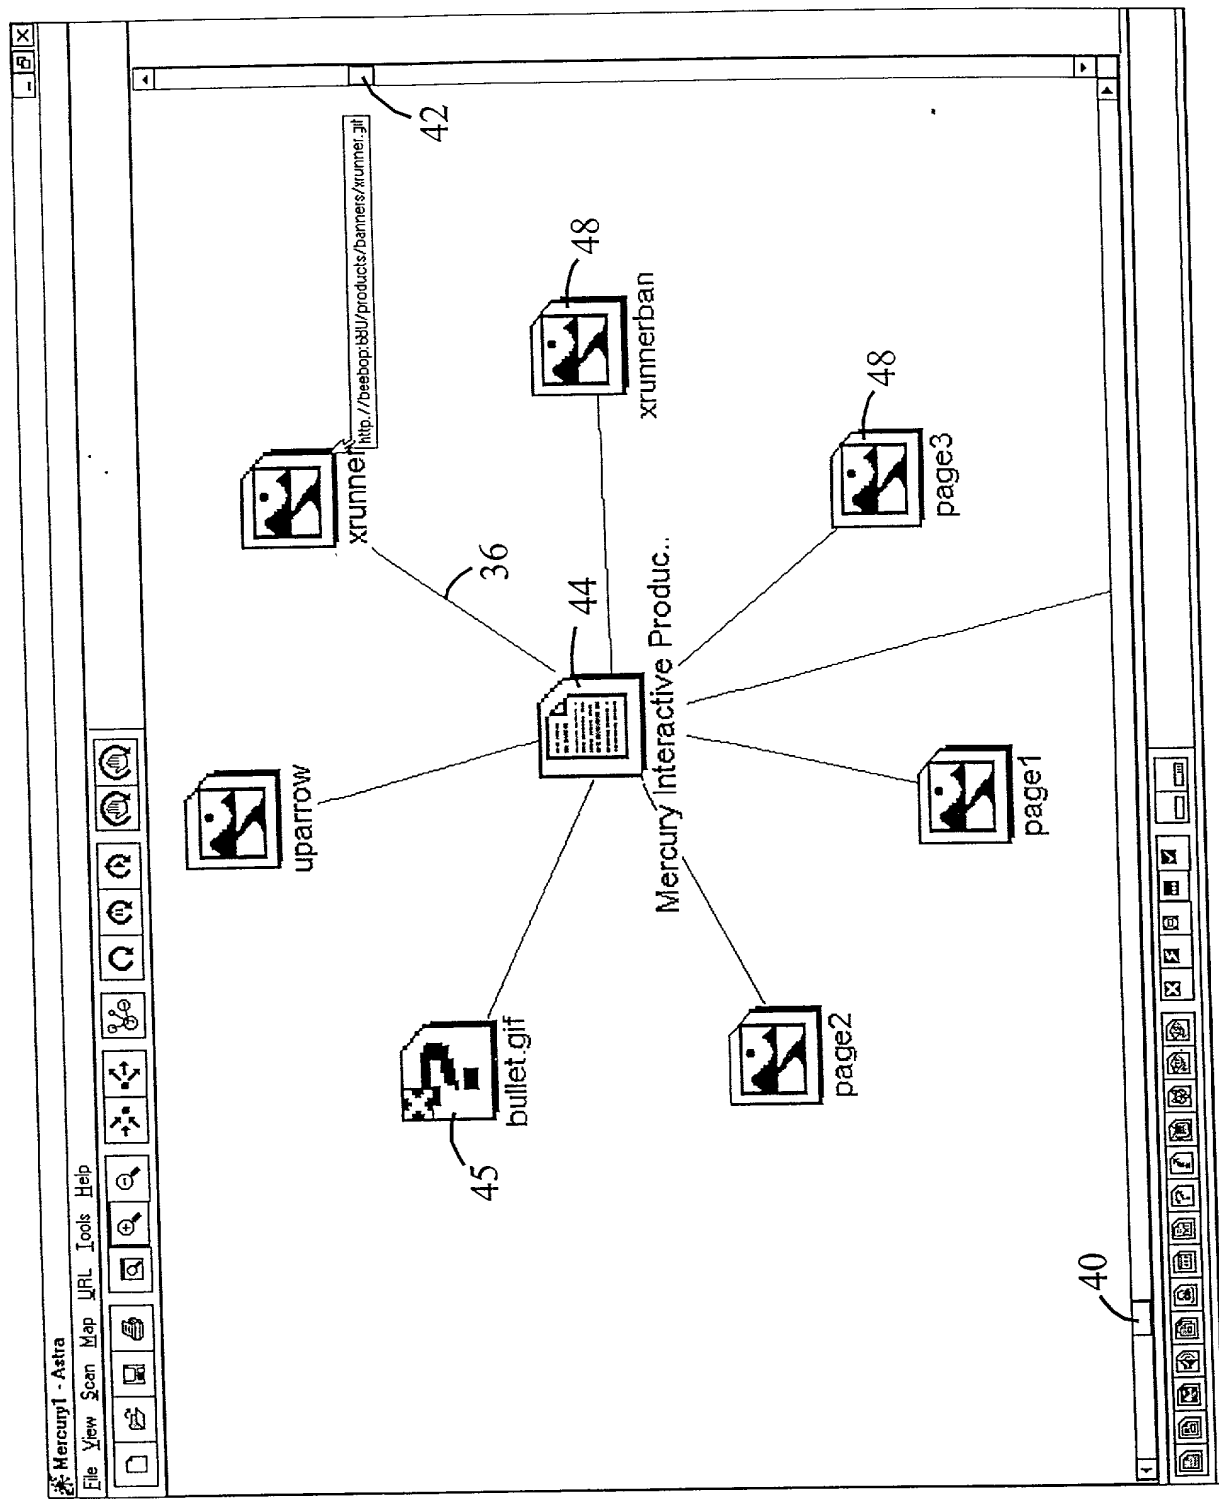 Mercury1 - Astra
File View Scan Map URL Tools Help
42
xrunner
http://beebop:880/products/banners/xrunner.gif
uparrow
36
48
xrunnerban
44
bullet.gif
45
Mercury Interactive Produc..
48
page3
page2
page1
40